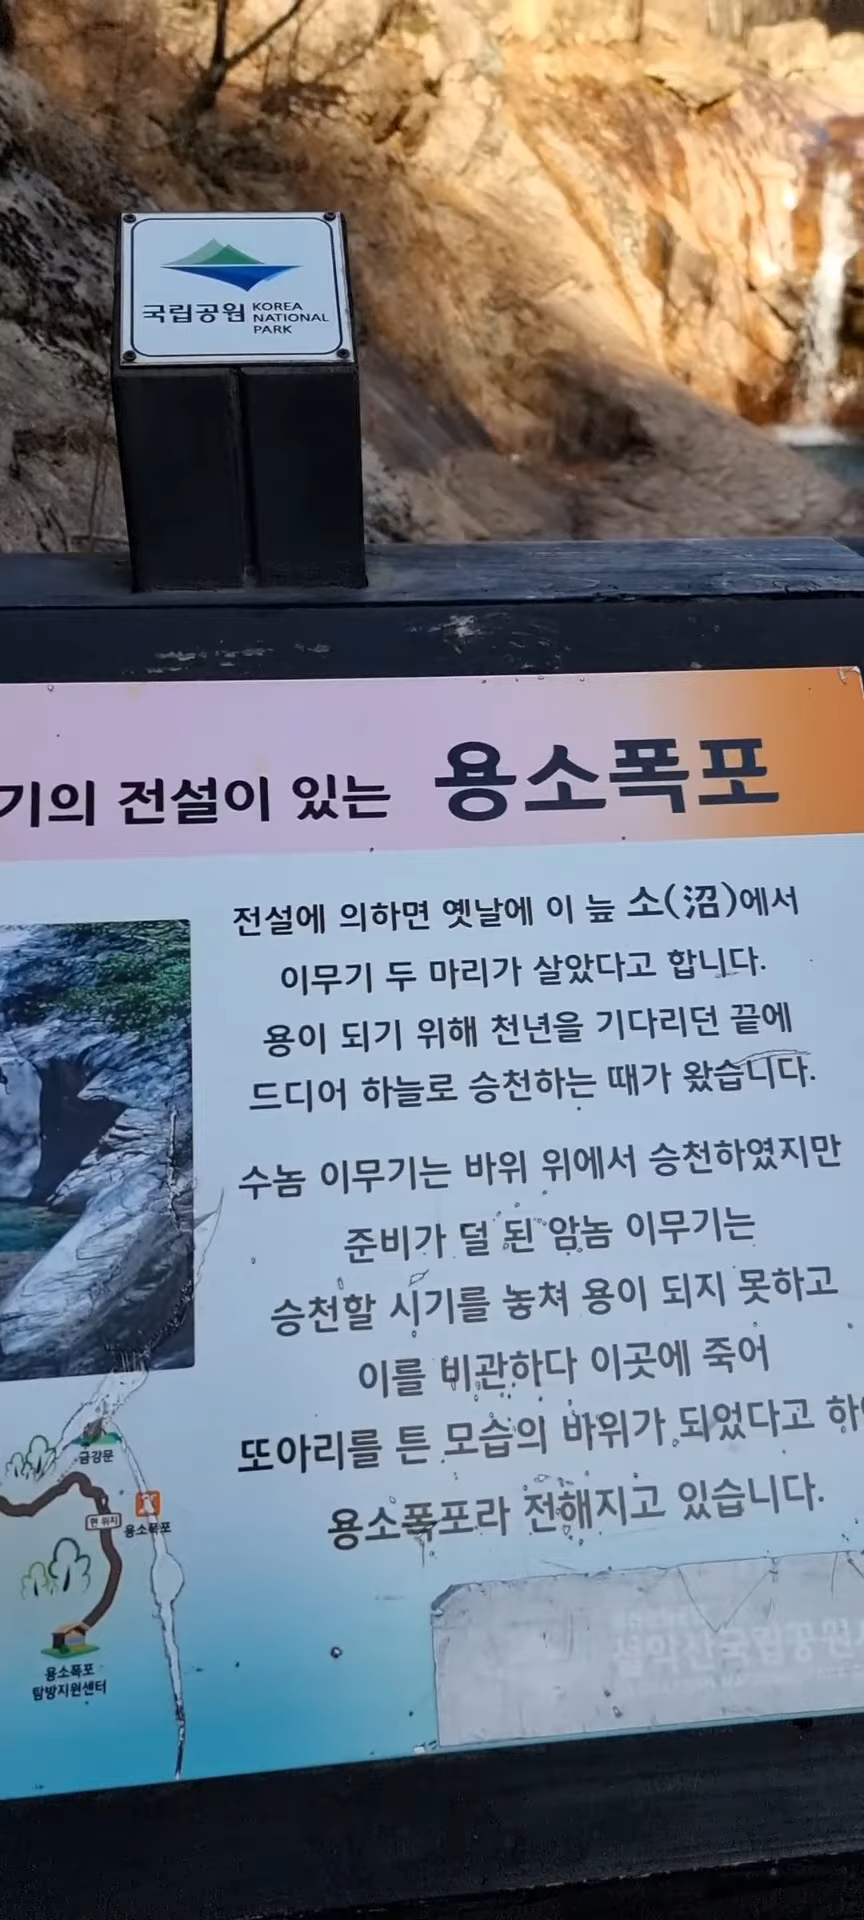 국립공원 KOREA
NATIONAL
PARK
기의 전설이 있는 용소폭포
전설에 의하면 옛날에 이 늪 소(沼)에서
이무기 두 마리가 살았다고 합니다.
용이 되기 위해 천년을 기다리던 끝에
드디어 하늘로 승천하는 때가 왔습니다.
수놈 이무기는 바위 위에서 승천하였지만
준비가 덜 된 암놈 이무기는
승천할 시기를 놓쳐 용이 되지 못하고
이를 비관하다 이곳에 죽어
또아리를 튼 모습의 바위가 되었다고 하
용소폭포라 전해지고 있습니다.
금강문
현 위치
용소폭포
용소폭포
탐방지원센터
설악산국립공원